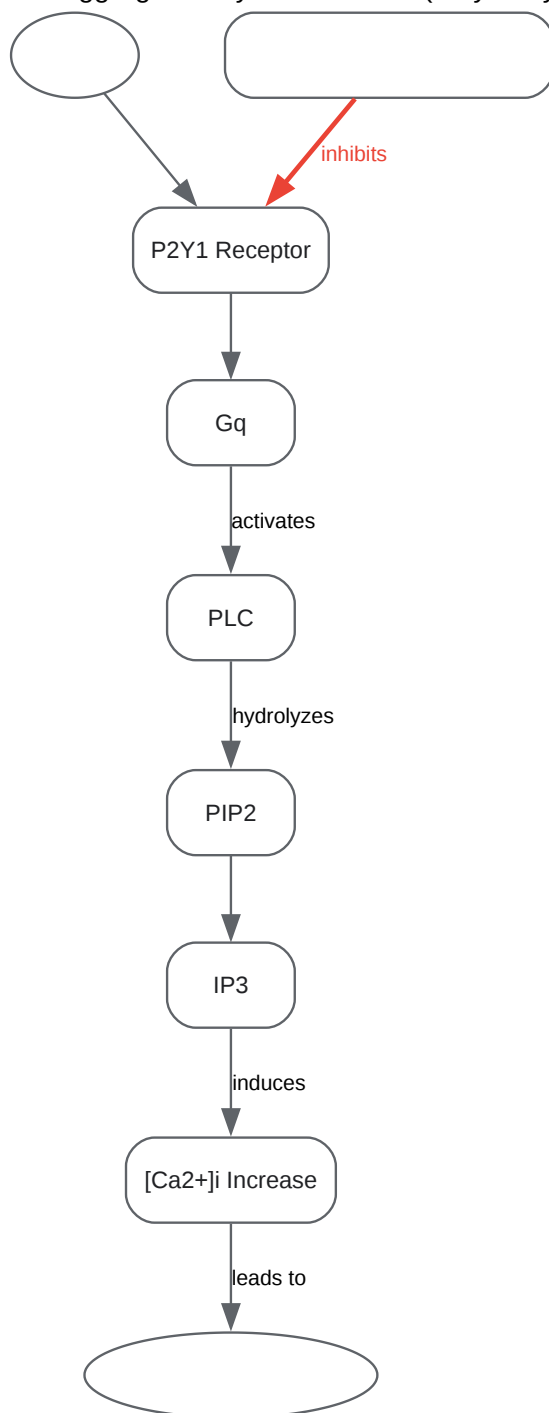 inhibits
P2Y1 Receptor
Gq
activates
PLC
hydrolyzes
PIP2
IP3
induces
[Ca2+]i Increase
leads to